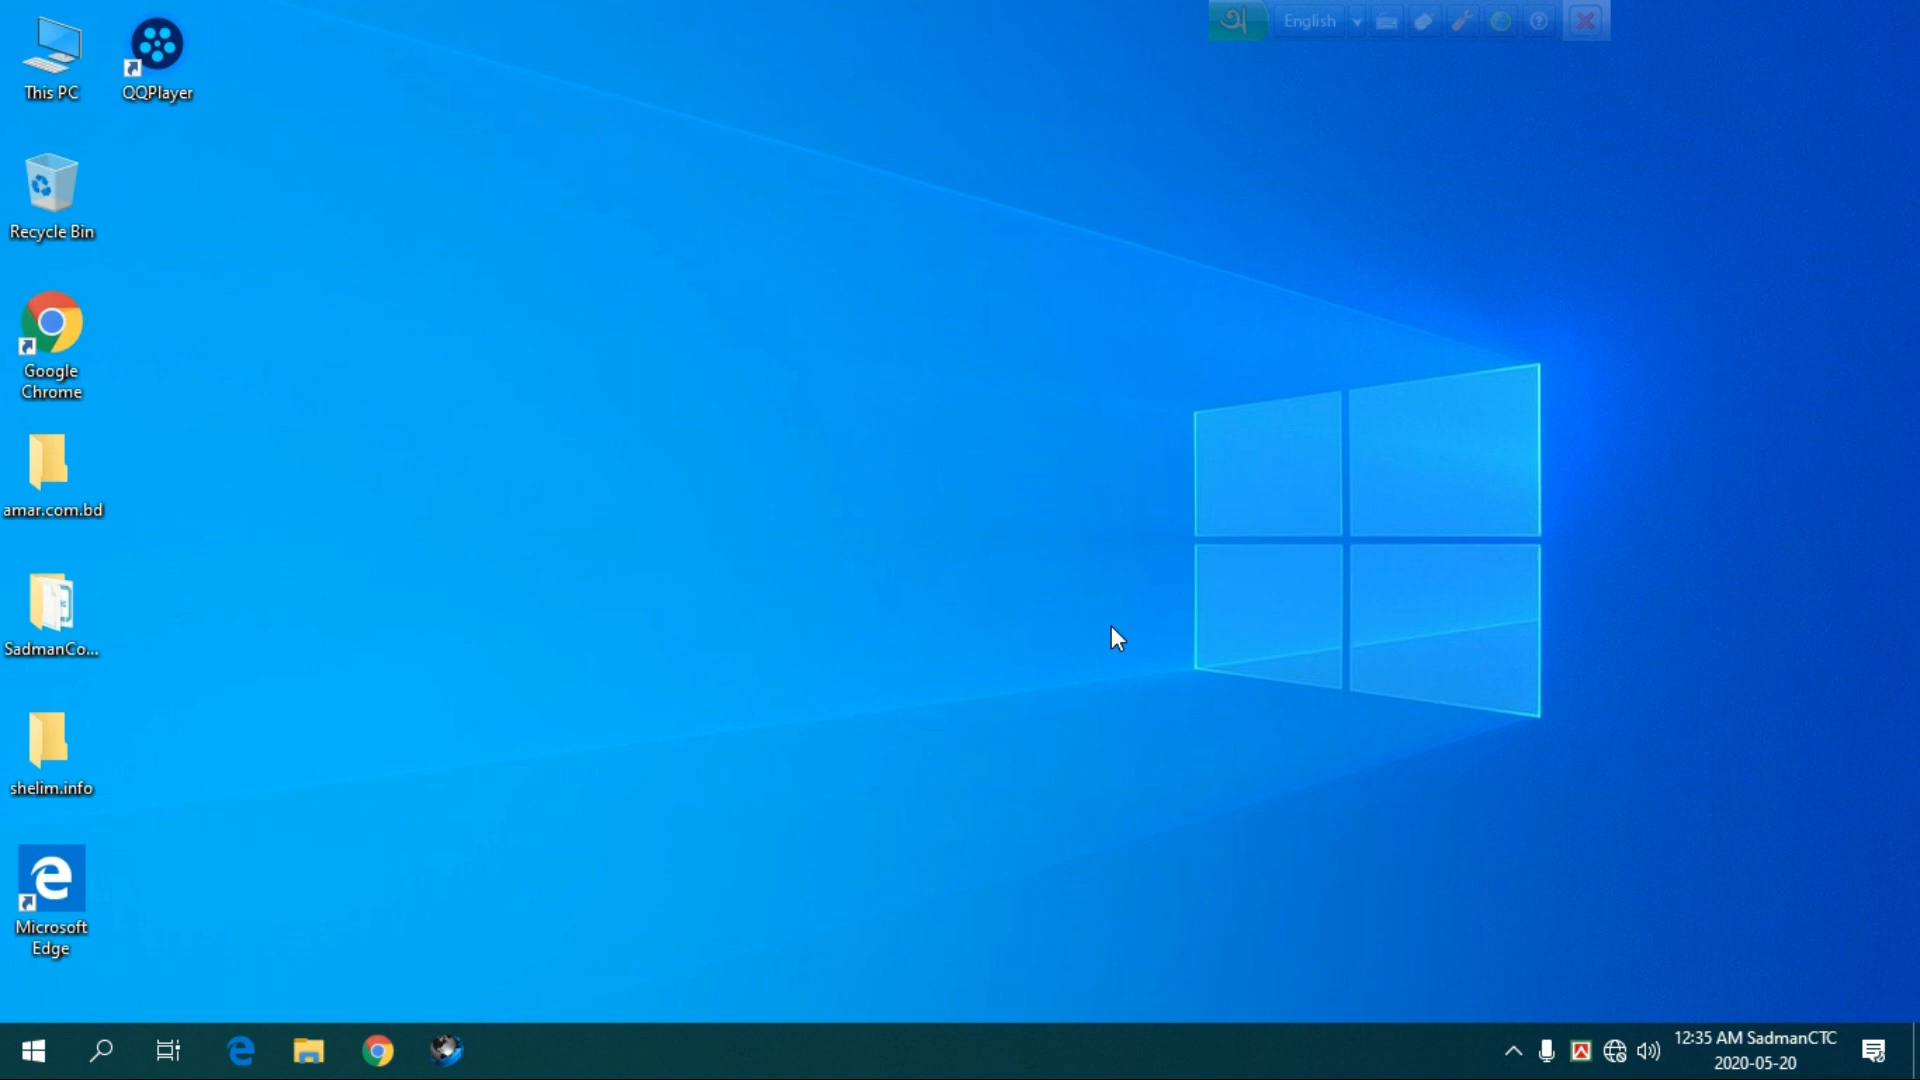 This PC
QQPlayer
অ English
Recycle Bin
Google
Chrome
amar.com.bd
SadmanCo...
shelim.info
Microsoft
Edge
12:35 AM SadmanCTC
2020-05-20